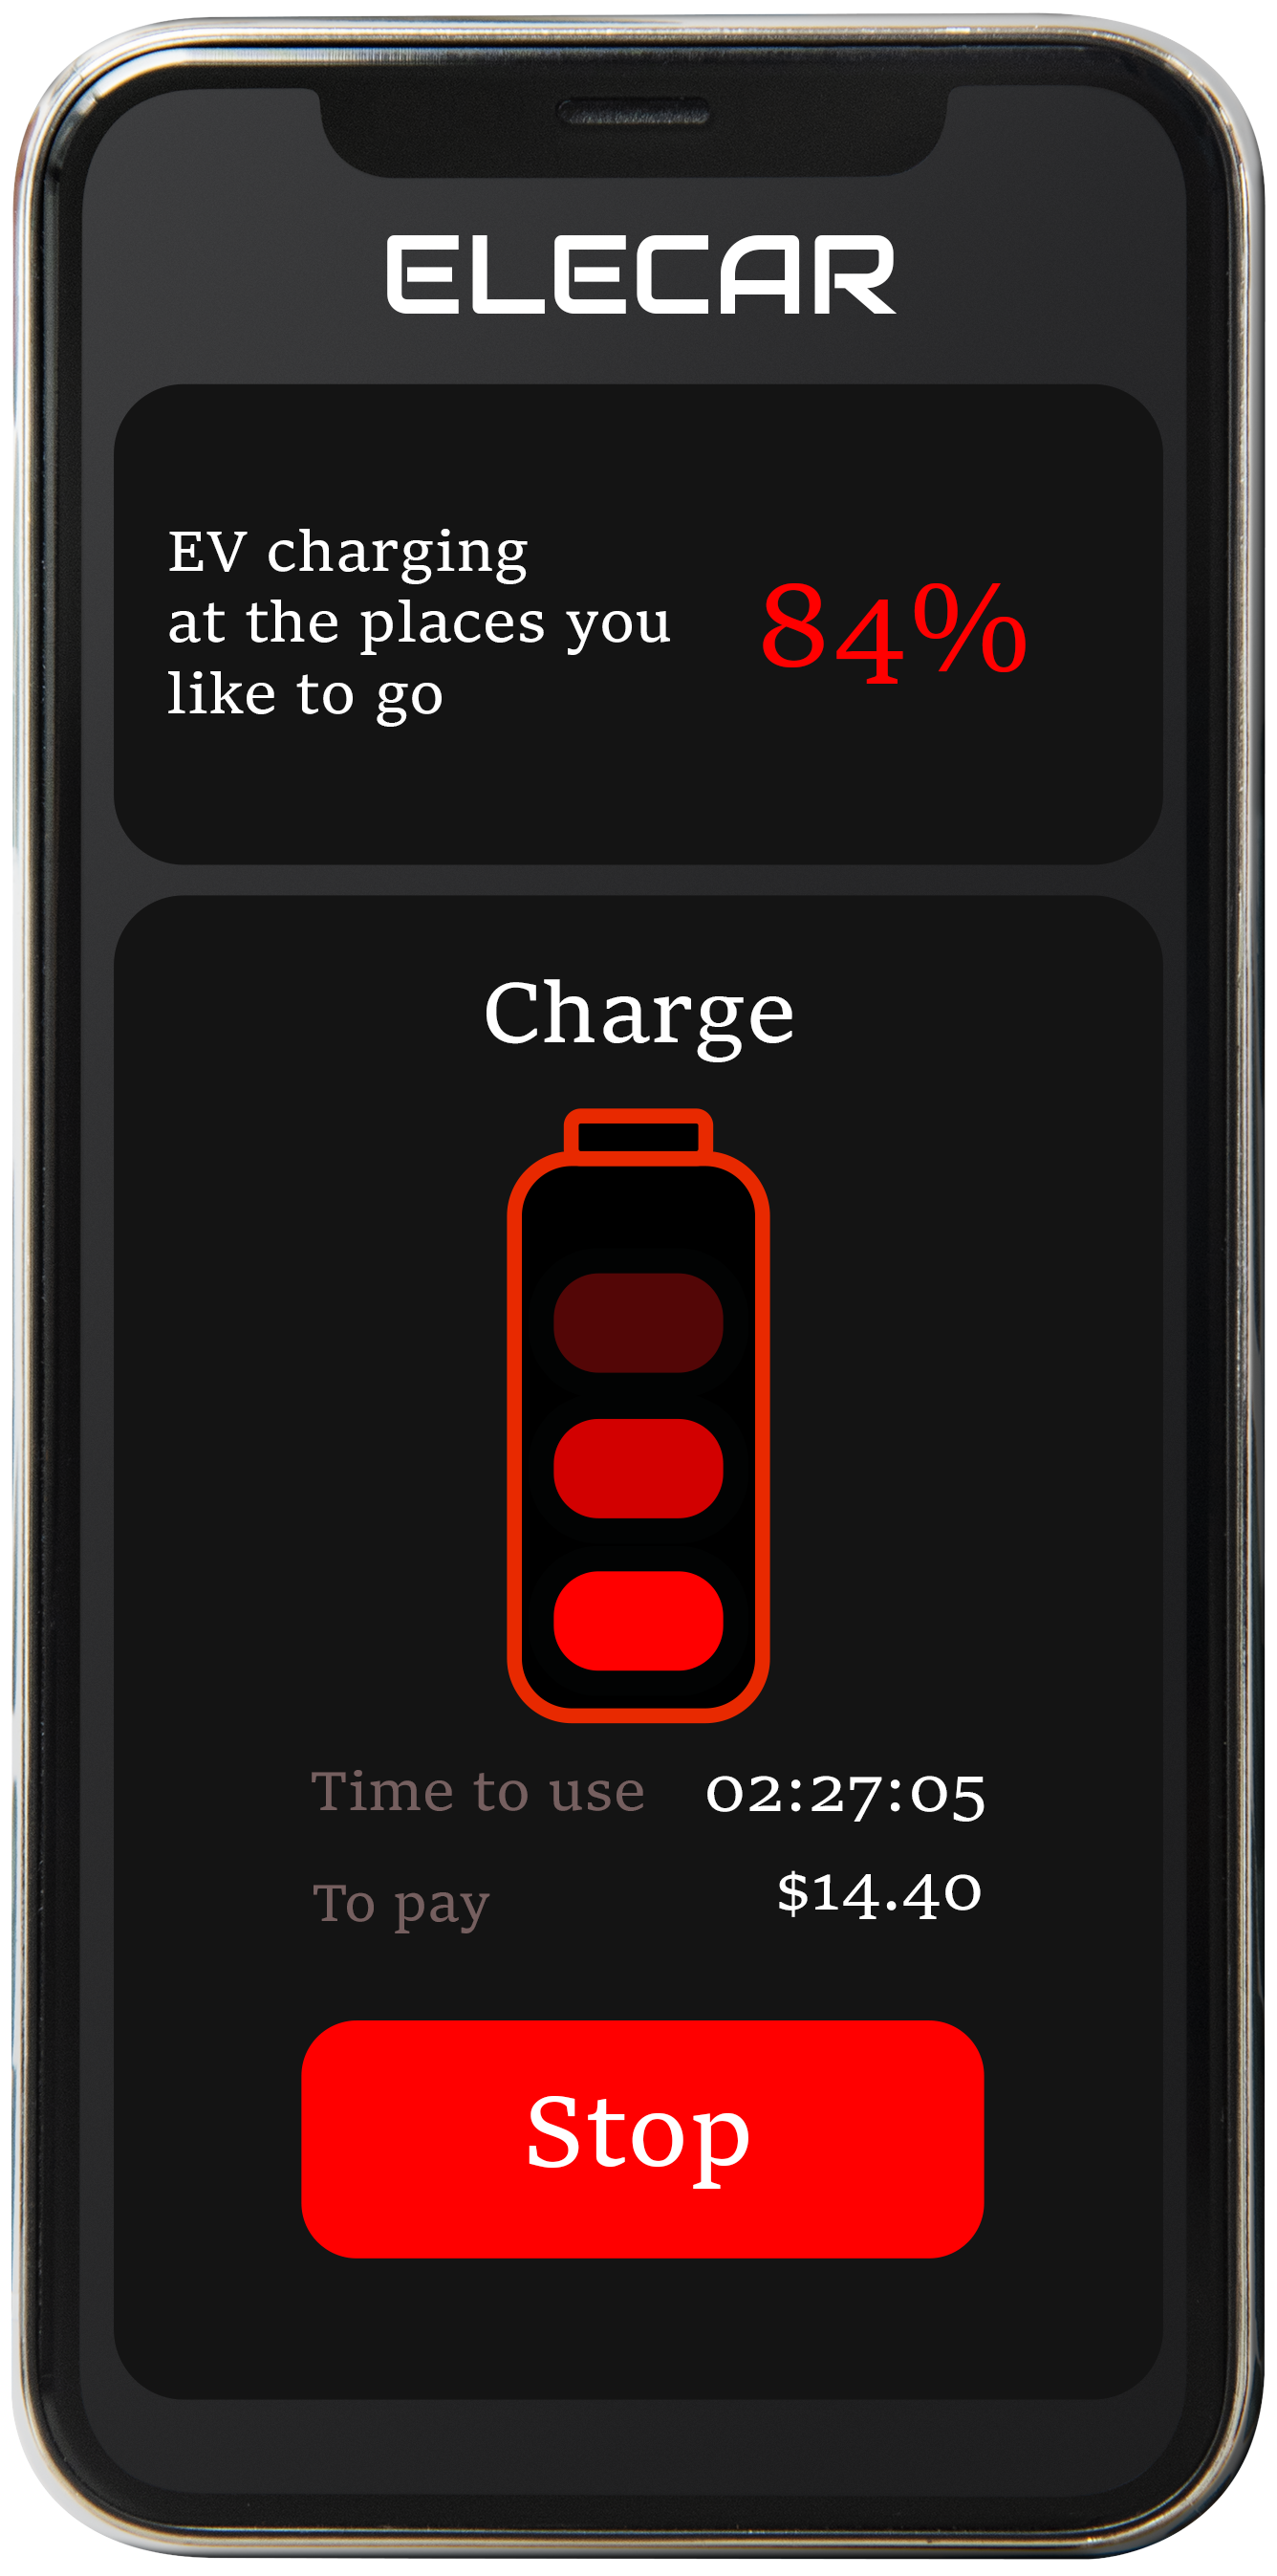 ELECAR
EV charging
at the places you
like to go
84%
Charge
Time to use 02:27:05
To pay $14.40
Stop